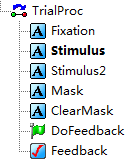 TrialProc
Fixation
Stimulus
Stimulus2
Mask
ClearMask
DoFeedback
Feedback